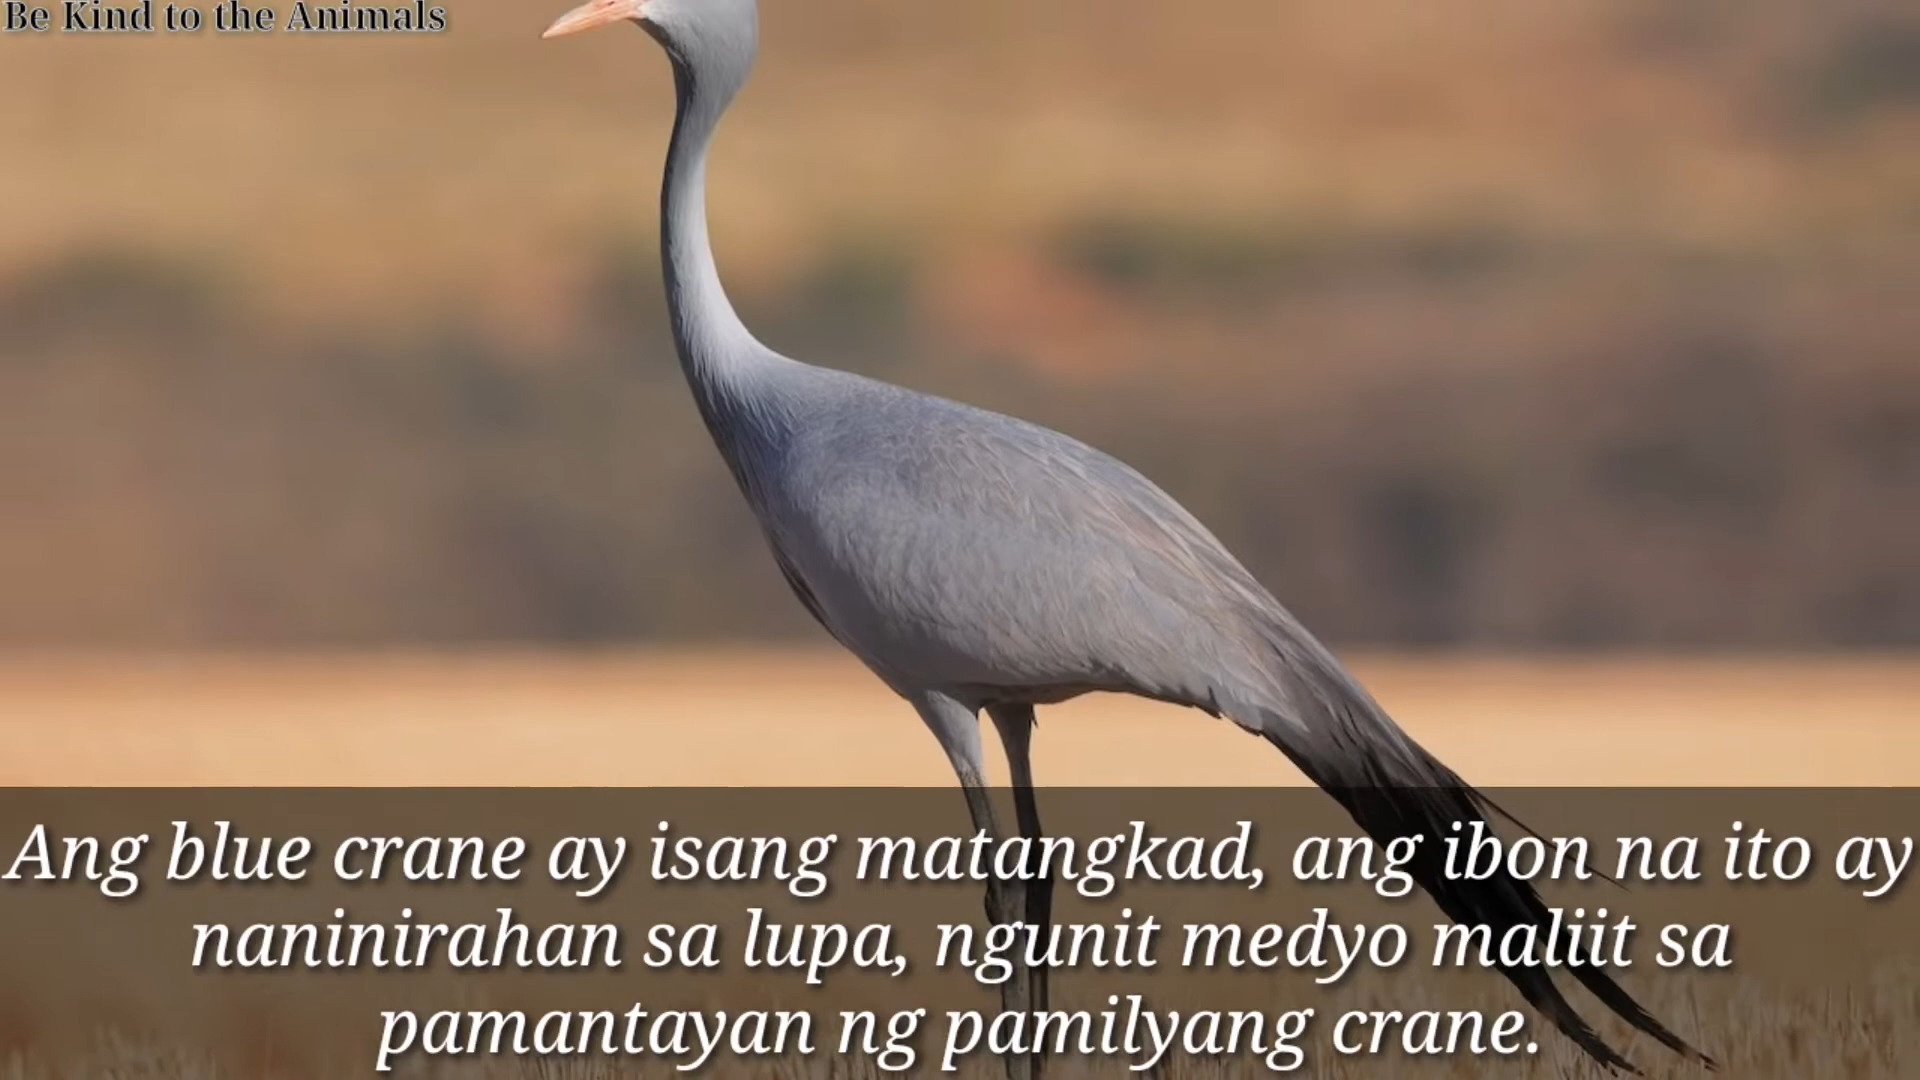 Be Kind to the Animals
Ang blue crane ay isang matangkad, ang ibon na ito ay
naninirahan sa lupa, ngunit medyo maliit sa
pamantayan ng pamilyang crane.